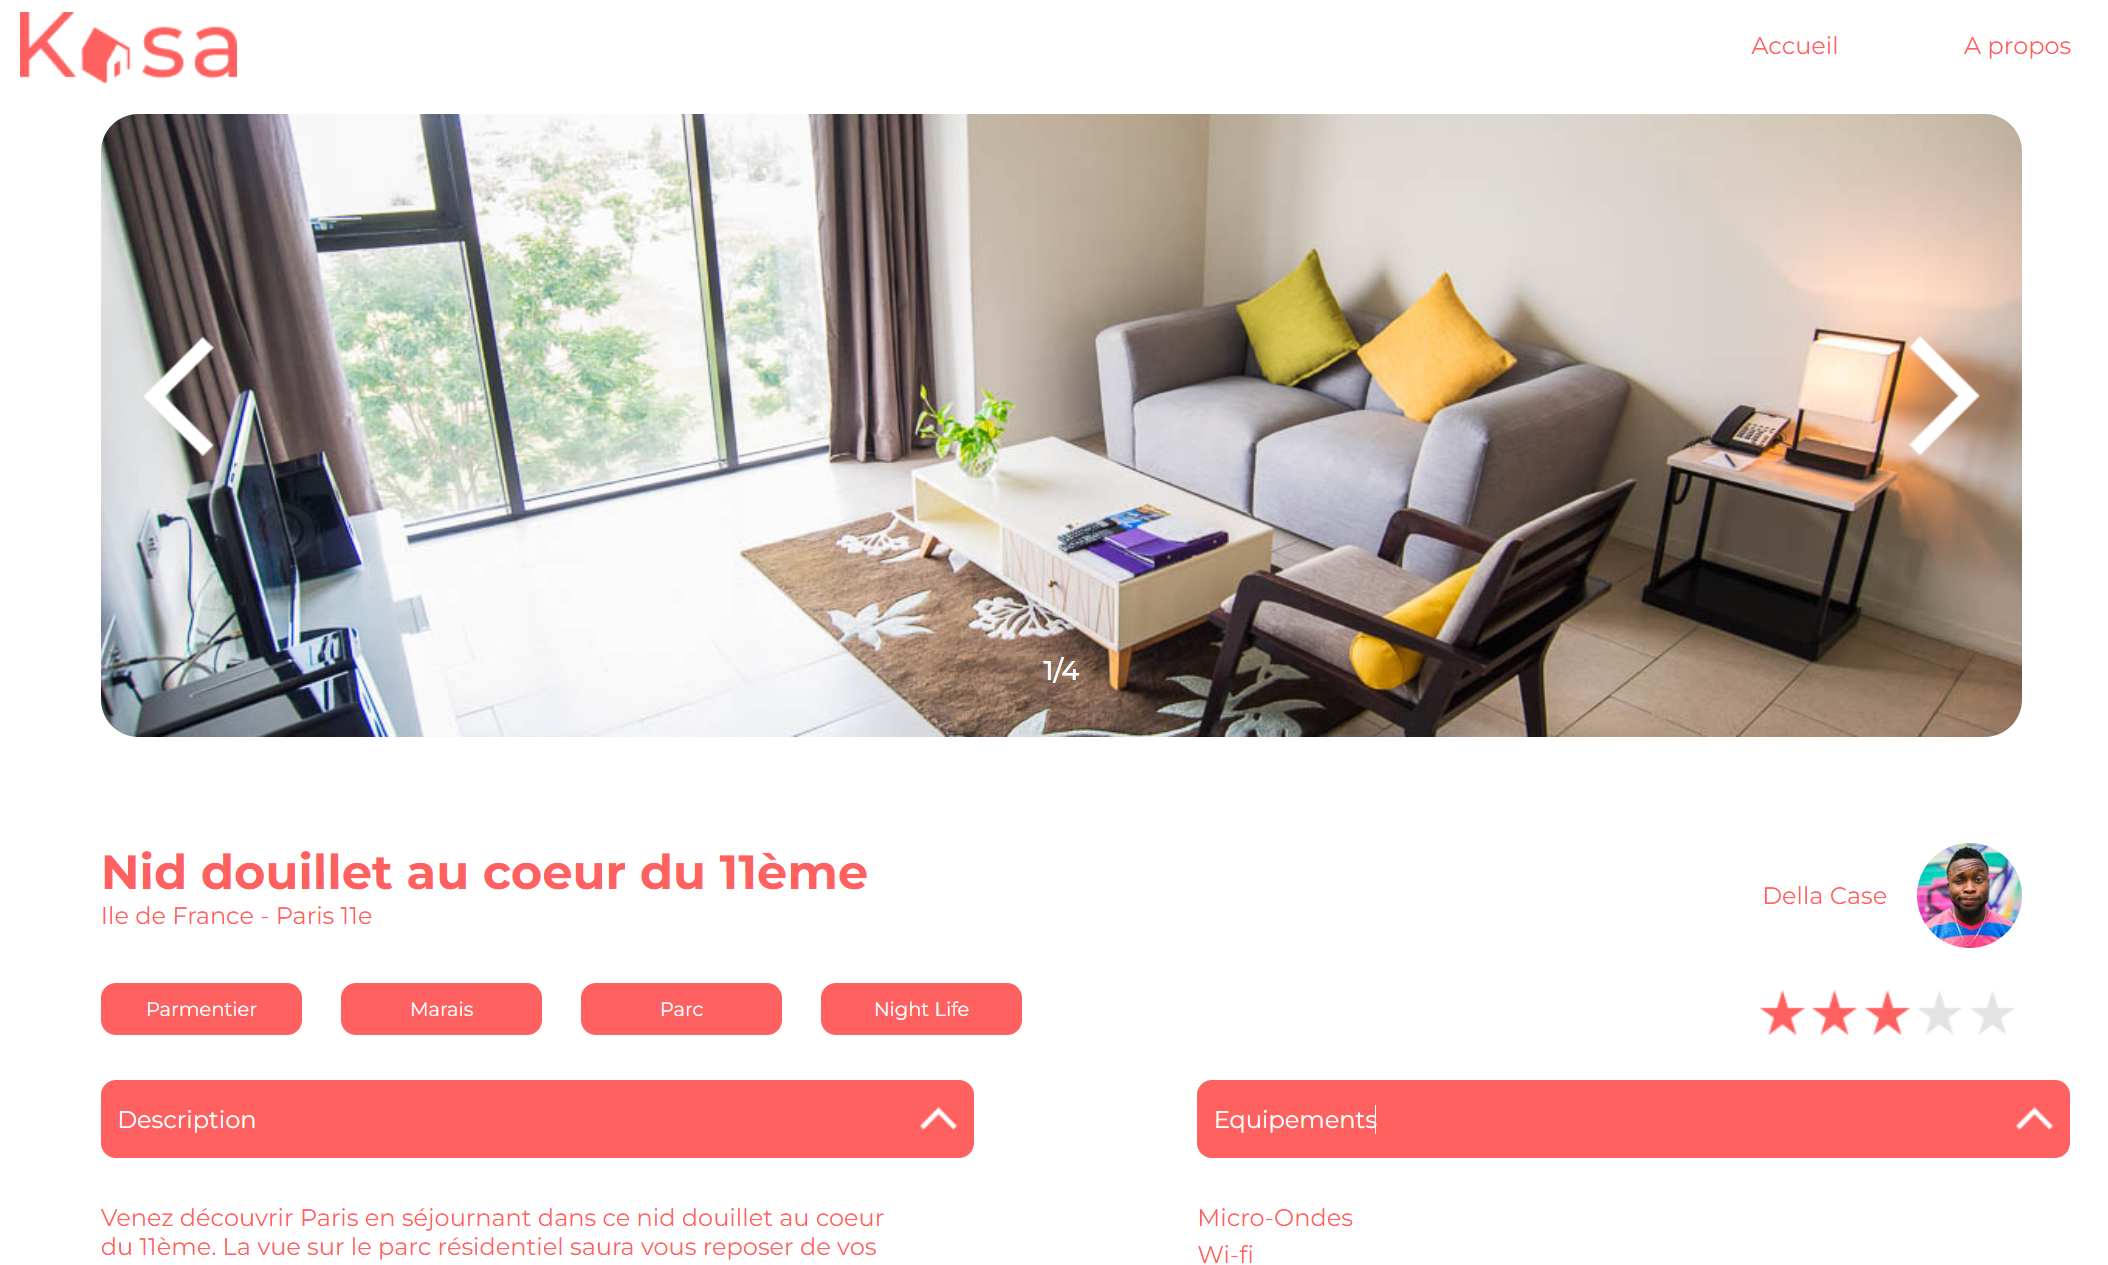 Kasa
Accueil
A propos
1/4
Nid douillet au coeur du 11ème
Ile de France - Paris 11e
Della Case
Parmentier
Marais
Parc
Night Life
Description
Equipements
Venez découvrir Paris en séjournant dans ce nid douillet au coeur
du 11ème. La vue sur le parc résidentiel saura vous reposer de vos
Micro-Ondes
Wi-fi